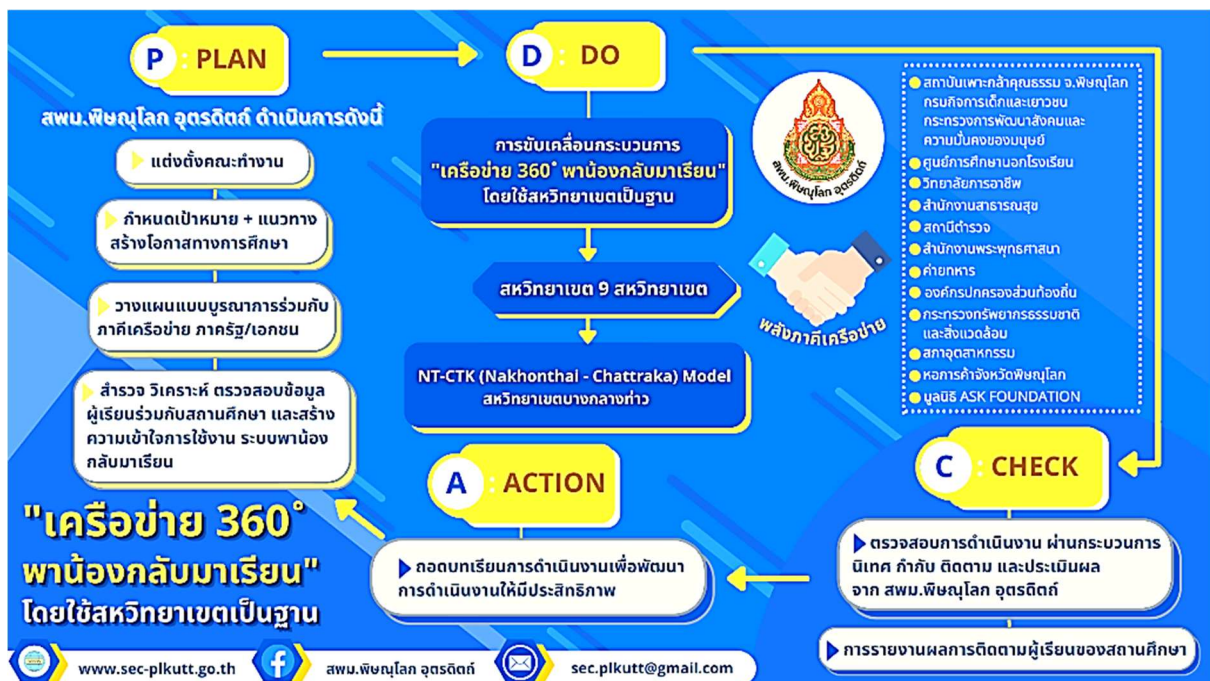 P : PLAN
สพม.พิษณุโลก อุตรดิตถ์ ดำเนินการดังนี้
แต่งตั้งคณะทำงาน
กำหนดเป้าหมาย + แนวทาง
สร้างโอกาสทางการศึกษา
วางแผนแบบบูรณาการร่วมกับ
ภาคีเครือข่าย ภาครัฐ/เอกชน
สำรวจ วิเคราะห์ ตรวจสอบข้อมูล
ผู้เรียนร่วมกับสถานศึกษา และสร้าง
ความเข้าใจการใช้งาน ระบบพาน้อง
กลับมาเรียน
D : DO
การขับเคลื่อนกระบวนการ
"เครือข่าย 360° พาน้องกลับมาเรียน"
โดยใช้สหวิทยาเขตเป็นฐาน
สหวิทยาเขต 9 สหวิทยาเขต
NT-CTK (Nakhonthai - Chattraka) Model
สหวิทยาเขตบางกลางท่าว
สพม.พิษณุโลก อุตรดิตถ์
พลังภาคีเครือข่าย
สถาบันเพาะกล้าคุณธรรม จ.พิษณุโลก
กรมกิจการเด็กและเยาวชน
กระทรวงการพัฒนาสังคมและ
ความมั่นคงของมนุษย์
ศูนย์การศึกษานอกโรงเรียน
วิทยาลัยการอาชีพ
สำนักงานสาธารณสุข
สถานีตำรวจ
สำนักงานพระพุทธศาสนา
ค่ายทหาร
องค์กรปกครองส่วนท้องถิ่น
กระทรวงทรัพยากรธรรมชาติ
และสิ่งแวดล้อม
สภาอุตสาหกรรม
หอการค้าจังหวัดพิษณุโลก
มูลนิธิ ASK FOUNDATION
C : CHECK
ตรวจสอบการดำเนินงาน ผ่านกระบวนการ
นิเทศ กำกับ ติดตาม และประเมินผล
จาก สพม.พิษณุโลก อุตรดิตถ์
การรายงานผลการติดตามผู้เรียนของสถานศึกษา
A : ACTION
ถอดบทเรียนการดำเนินงานเพื่อพัฒนา
การดำเนินงานให้มีประสิทธิภาพ
"เครือข่าย 360°
พาน้องกลับมาเรียน"
โดยใช้สหวิทยาเขตเป็นฐาน
www.sec-plkutt.go.th
สพม.พิษณุโลก อุตรดิตถ์
sec.plkutt@gmail.com